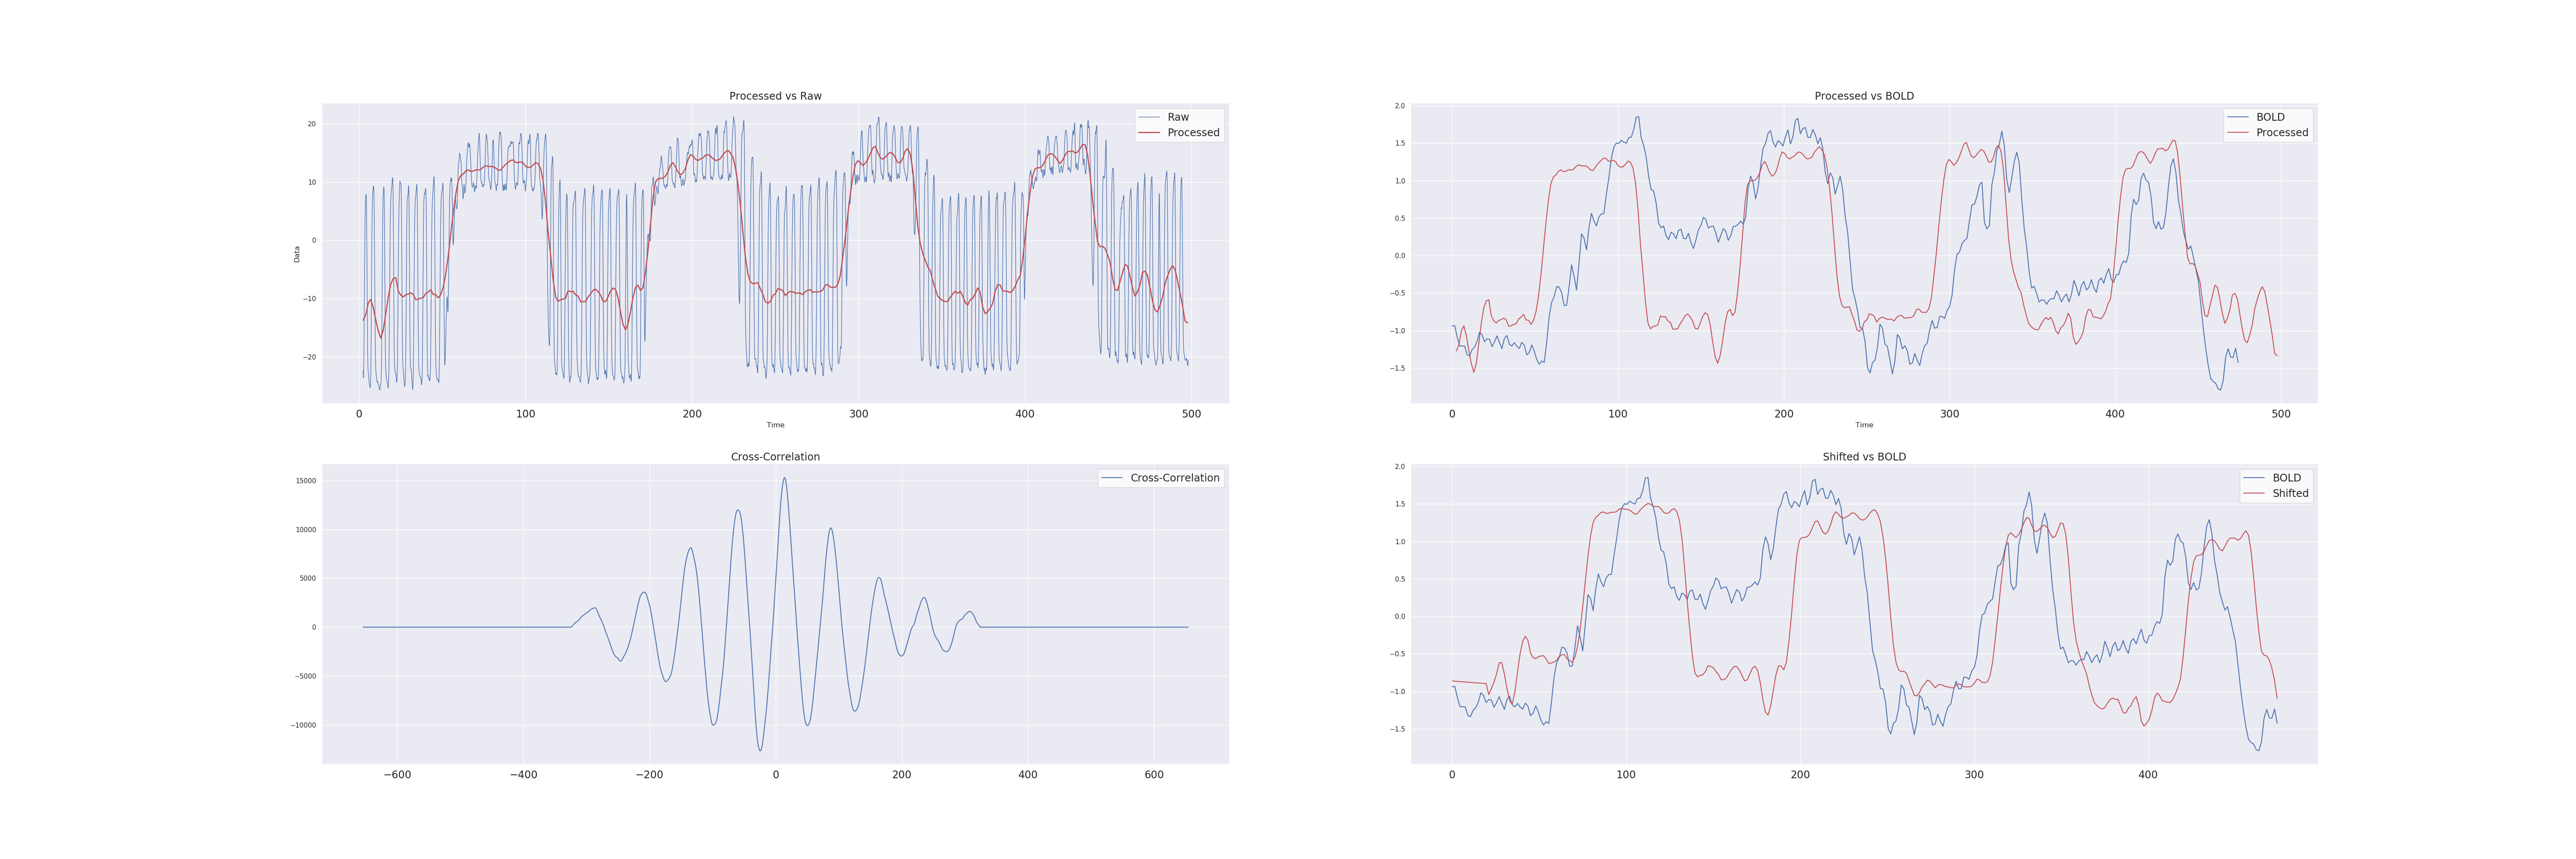 Processed vs Raw
Raw
Processed
Data
20
10
0
−10
−20
0 100 200 300 400 500
Time
Processed vs BOLD
BOLD
Processed
2.0
1.5
1.0
0.5
0.0
−0.5
−1.0
−1.5
0 100 200 300 400 500
Time
Cross-Correlation
Cross-Correlation
15000
10000
5000
0
−5000
−10000
−600 −400 −200 0 200 400 600
Shifted vs BOLD
BOLD
Shifted
2.0
1.5
1.0
0.5
0.0
−0.5
−1.0
−1.5
0 100 200 300 400